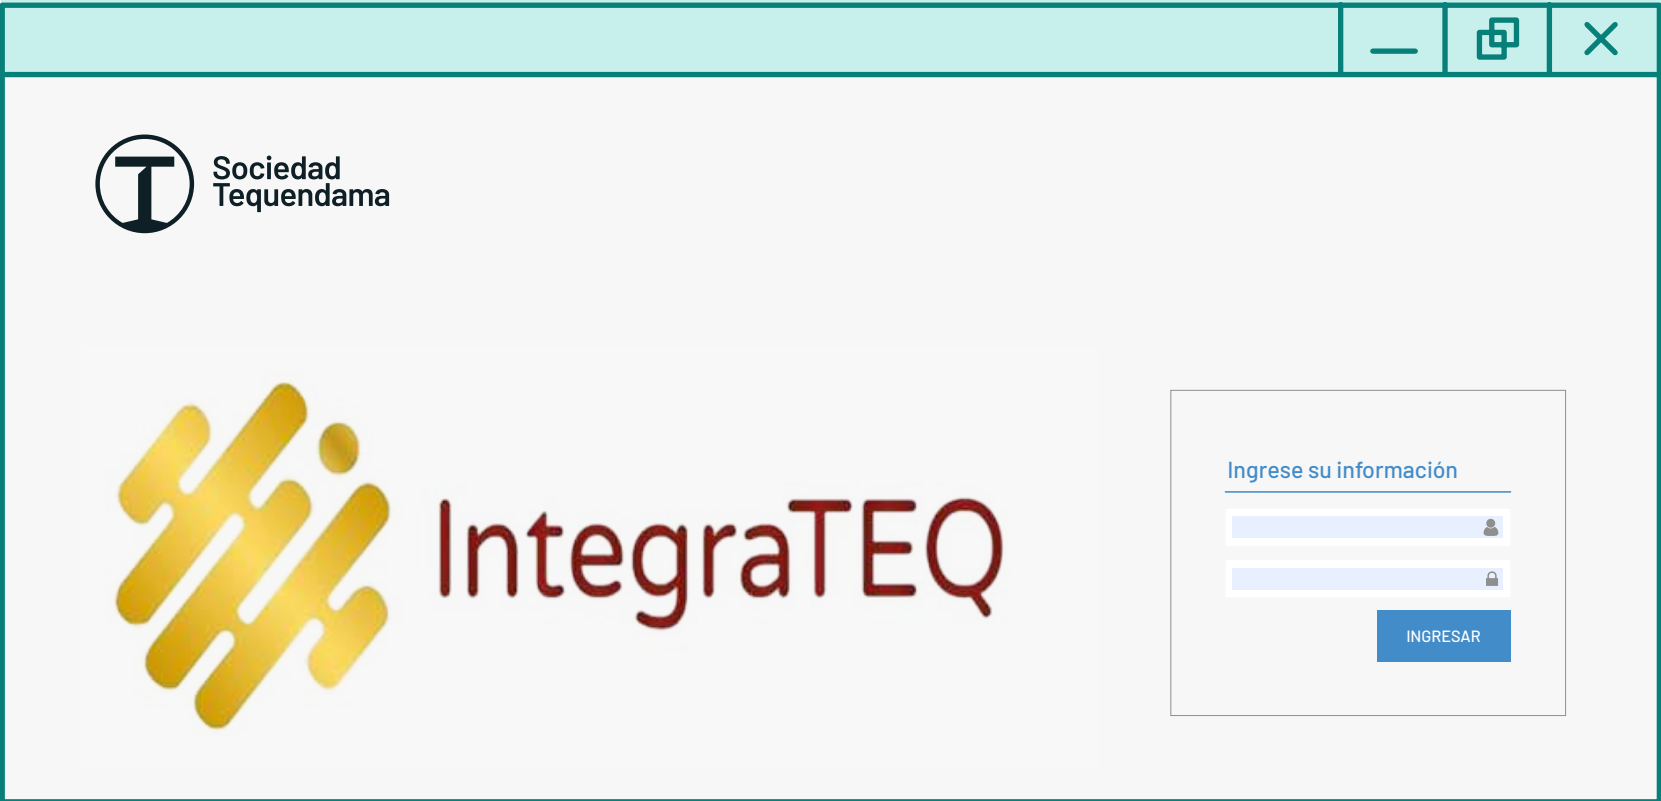 Sociedad
Tequendama
IntegraTEQ
Ingrese su información
INGRESAR